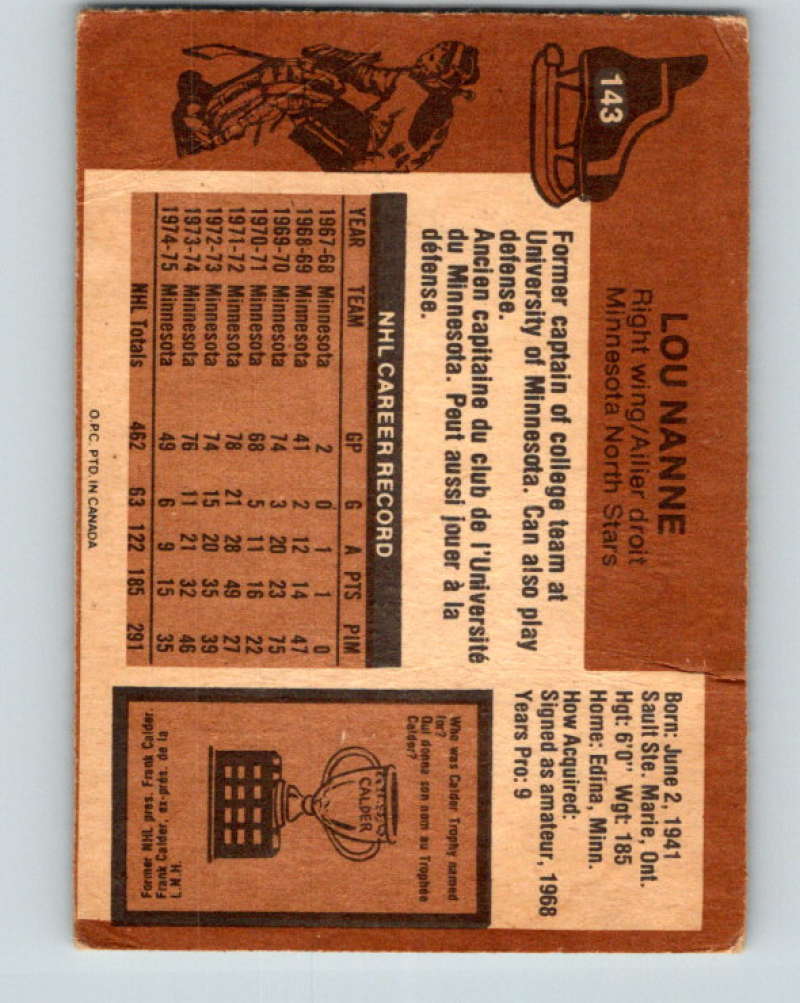 143
LOU NANNE
Right wing/Ailier droit
Minnesota North Stars
Born: June 2, 1941
Sault Ste. Marie, Ont.
Hgt: 6'0" Wgt: 185
Home: Edina, Minn.
How Acquired:
Signed as amateur, 1968
Years Pro: 9
Former captain of college team at
University of Minnesota. Can also play
defense.
Ancien capitaine du club de l'Université
du Minnesota. Peut aussi jouer à la
défense.
NHL CAREER RECORD
YEAR TEAM GP G A PTS PIM
1967-68 Minnesota 2 0 1 1 0
1968-69 Minnesota 41 2 12 14 47
1969-70 Minnesota 74 3 20 23 75
1970-71 Minnesota 68 5 11 16 22
1971-72 Minnesota 78 21 28 49 27
1972-73 Minnesota 74 15 20 35 39
1973-74 Minnesota 76 11 21 32 46
1974-75 Minnesota 49 6 9 15 35
NHL Totals 462 63 122 185 291
Who was Calder Trophy named
for?
Qui donna son nom au Trophée
Calder?
CALDER
Former NHL pres. Frank Calder.
Frank Calder, ex-prés. de la
L.N.H.
O.P.C. PTD. IN CANADA